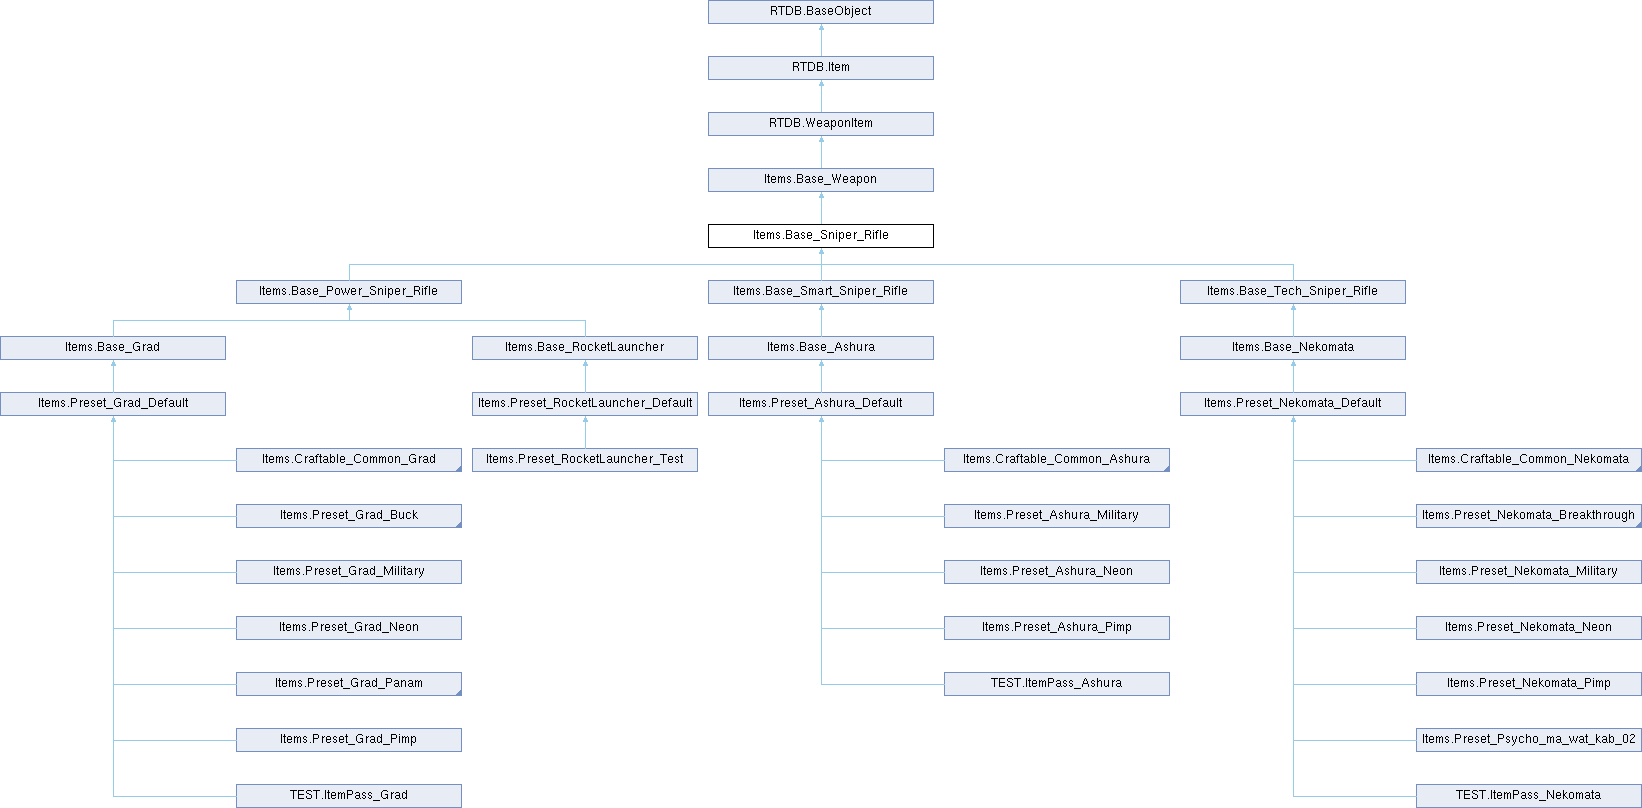 RTDB.BaseObject
RTDB.Item
RTDB.WeaponItem
Items.Base_Weapon
Items.Base_Sniper_Rifle
Items.Base_Power_Sniper_Rifle
Items.Base_Smart_Sniper_Rifle
Items.Base_Tech_Sniper_Rifle
Items.Base_Grad
Items.Base_RocketLauncher
Items.Base_Ashura
Items.Base_Nekomata
Items.Preset_Grad_Default
Items.Preset_RocketLauncher_Default
Items.Preset_Ashura_Default
Items.Preset_Nekomata_Default
Items.Craftable_Common_Grad
Items.Preset_RocketLauncher_Test
Items.Craftable_Common_Ashura
Items.Craftable_Common_Nekomata
Items.Preset_Grad_Buck
Items.Preset_Ashura_Military
Items.Preset_Nekomata_Breakthrough
Items.Preset_Grad_Military
Items.Preset_Ashura_Neon
Items.Preset_Nekomata_Military
Items.Preset_Grad_Neon
Items.Preset_Ashura_Pimp
Items.Preset_Nekomata_Neon
Items.Preset_Grad_Panam
TEST.ItemPass_Ashura
Items.Preset_Nekomata_Pimp
Items.Preset_Grad_Pimp
Items.Preset_Psycho_ma_wat_kab_02
TEST.ItemPass_Grad
TEST.ItemPass_Nekomata